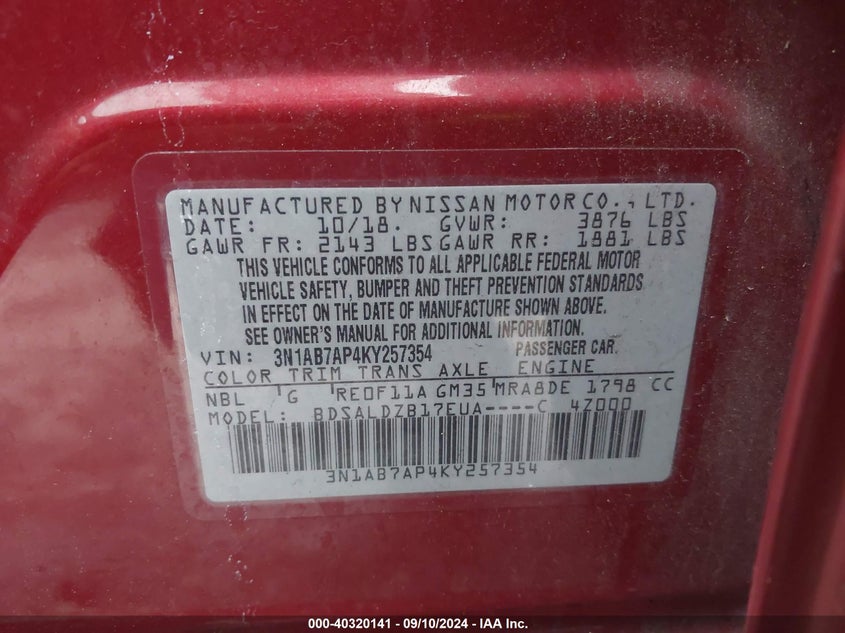 MANUFACTURED BY NISSAN MOTOR CO., LTD.
DATE: 10/18. GVWR: 3876 LBS
GAWR FR: 2143 LBS GAWR RR: 1881 LBS
THIS VEHICLE CONFORMS TO ALL APPLICABLE FEDERAL MOTOR
VEHICLE SAFETY, BUMPER AND THEFT PREVENTION STANDARDS
IN EFFECT ON THE DATE OF MANUFACTURE SHOWN ABOVE.
SEE OWNER'S MANUAL FOR ADDITIONAL INFORMATION.
VIN: 3N1AB7AP4KY257354 PASSENGER CAR.
COLOR TRIM TRANS AXLE ENGINE
NBL G RE0F11A GM35 MRA8DE 1798 CC
MODEL: BDSALDZB17EUA----C 4Z000
3N1AB7AP4KY257354
000-40320141 - 09/10/2024 - IAA Inc.